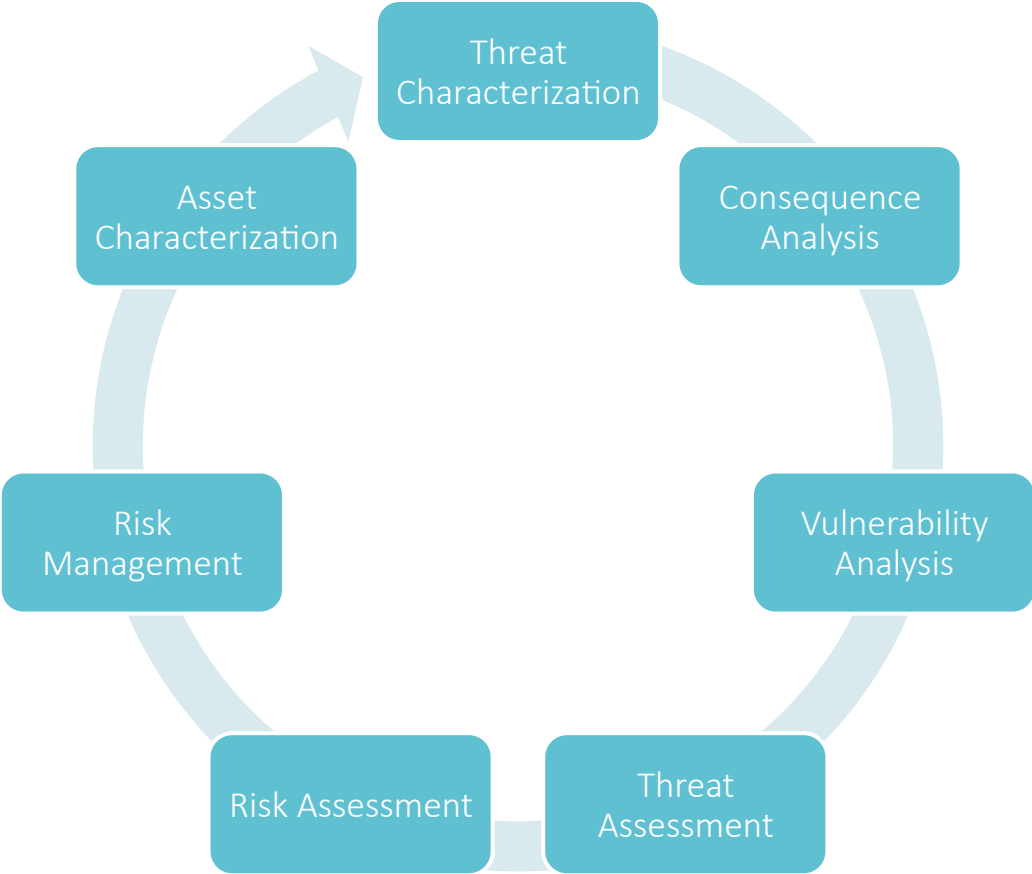 Threat
Characterization
Consequence
Analysis
Vulnerability
Analysis
Threat
Assessment
Risk Assessment
Risk
Management
Asset
Characterization